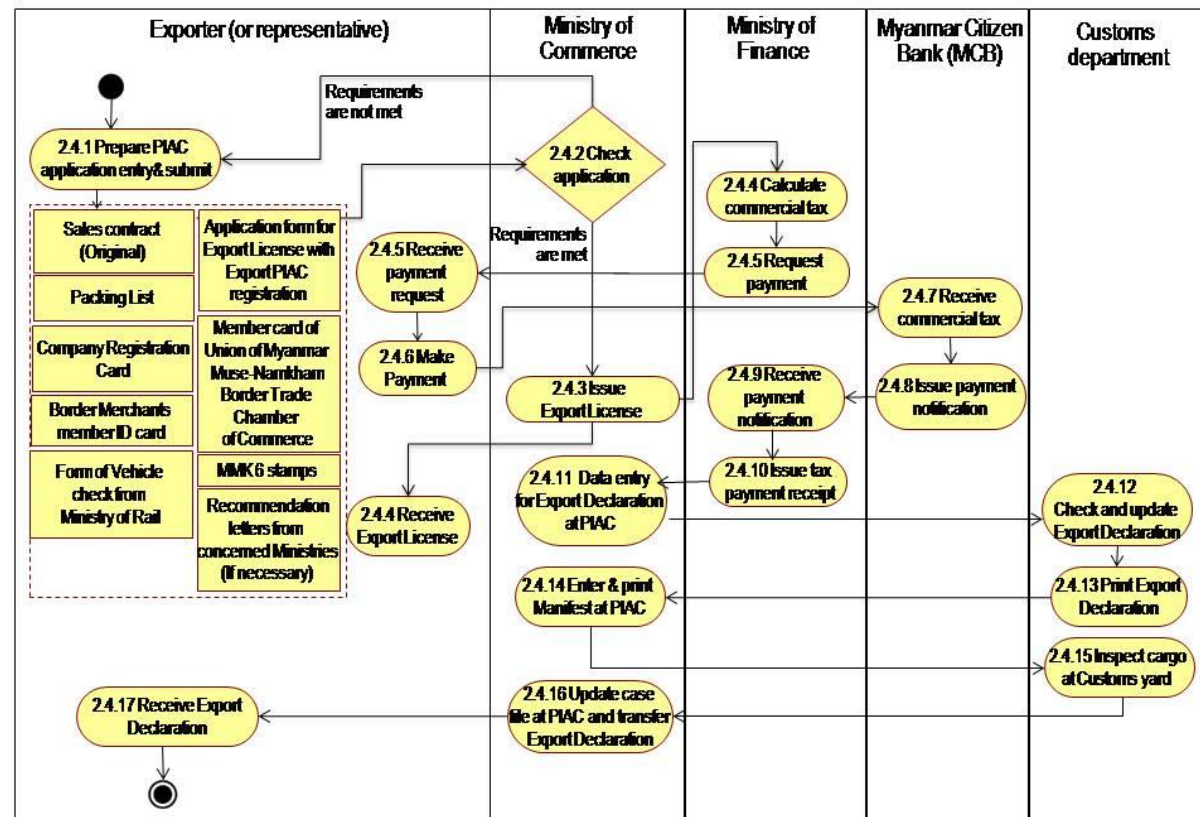 Exporter (or representative)
Ministry of
Commerce
Ministry of
Finance
Myanmar Citizen
Bank (MCB)
Customs
department
Requirements
are not met
2.4.1 Prepare PIAC
application entry& submit
2.4.2 Check
application
2.4.4 Calculate
commercial tax
Sales contract
(Original)
Application form for
Export License with
Export PIAC
registration
Requirements
are met
2.4.5 Receive
payment
request
2.4.5 Request
payment
Packing List
2.4.7 Receive
commercial tax
Company Registration
Card
Member card of
Union of Myanmar
Muse-Namkham
Border Trade
Chamber
of Commerce
2.4.6 Make
Payment
2.4.3 Issue
Export License
2.4.9 Receive
payment
notification
2.4.8 Issue payment
notification
Border Merchants
member ID card
Form of Vehicle
check from
Ministry of Rail
MMK 6 stamps
2.4.11 Data entry
for Export Declaration
at PIAC
2.4.10 Issue tax
payment receipt
2.4.12
Check and update
Export Declaration
Recommendation
letters from
concerned Ministries
(If necessary)
2.4.4 Receive
Export License
2.4.14 Enter & print
Manifest at PIAC
2.4.13 Print Export
Declaration
2.4.15 Inspect cargo
at Customs yard
2.4.17 Receive Export
Declaration
2.4.16 Update case
file at PIAC and transfer
Export Declaration